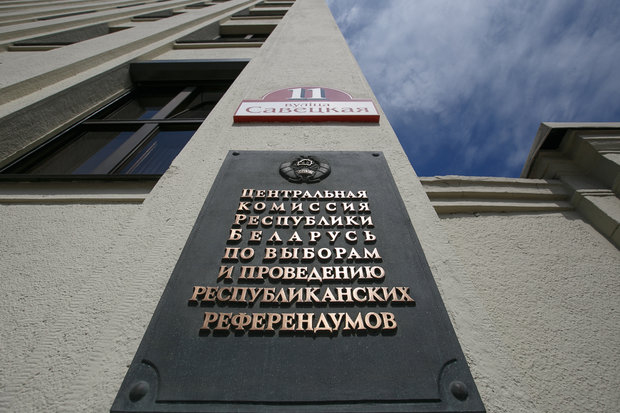 11
вуліца
Савецкая
ЦЕНТРАЛЬНАЯ
КОМИССИЯ
РЕСПУБЛИКИ
БЕЛАРУСЬ
ПО ВЫБОРАМ
И ПРОВЕДЕНИЮ
РЕСПУБЛИКАНСКИХ
РЕФЕРЕНДУМОВ